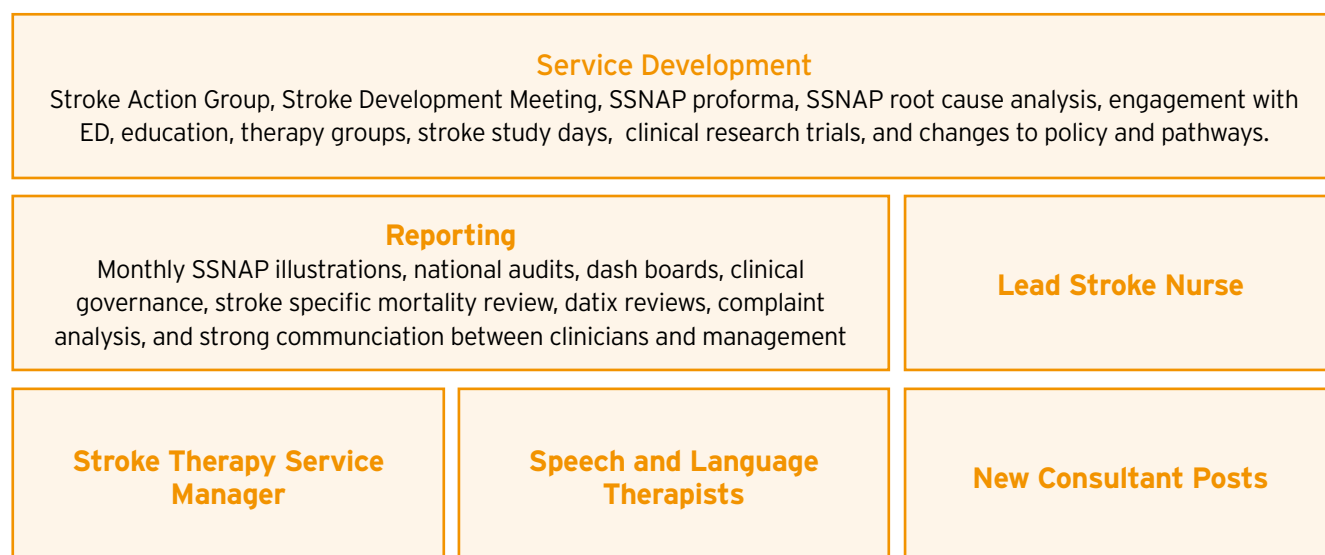 Service Development
Stroke Action Group, Stroke Development Meeting, SSNAP proforma, SSNAP root cause analysis, engagement with
ED, education, therapy groups, stroke study days,  clinical research trials, and changes to policy and pathways.
Reporting
Monthly SSNAP illustrations, national audits, dash boards, clinical
governance, stroke specific mortality review, datix reviews, complaint
analysis, and strong communciation between clinicians and management
Lead Stroke Nurse
Stroke Therapy Service
Manager
Speech and Language
Therapists
New Consultant Posts